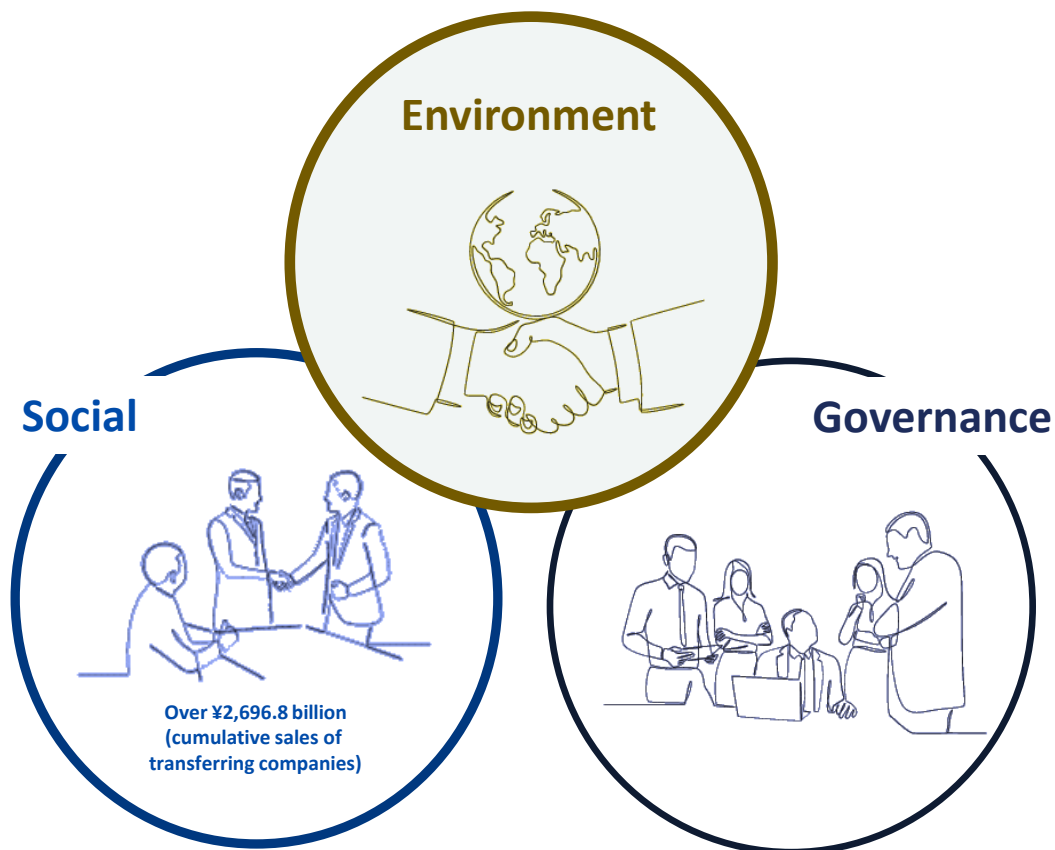 Environment
Social
Governance
Over ¥2,696.8 billion
(cumulative sales of
transferring companies)